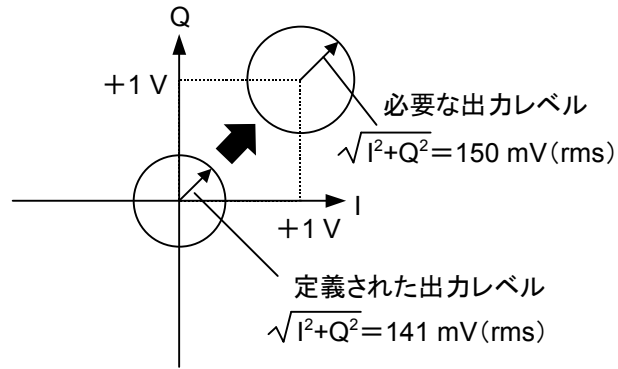 Q
＋1 V
必要な出力レベル
√I²+Q²＝150 mV（rms）
I
＋1 V
定義された出力レベル
√I²+Q²＝141 mV（rms）